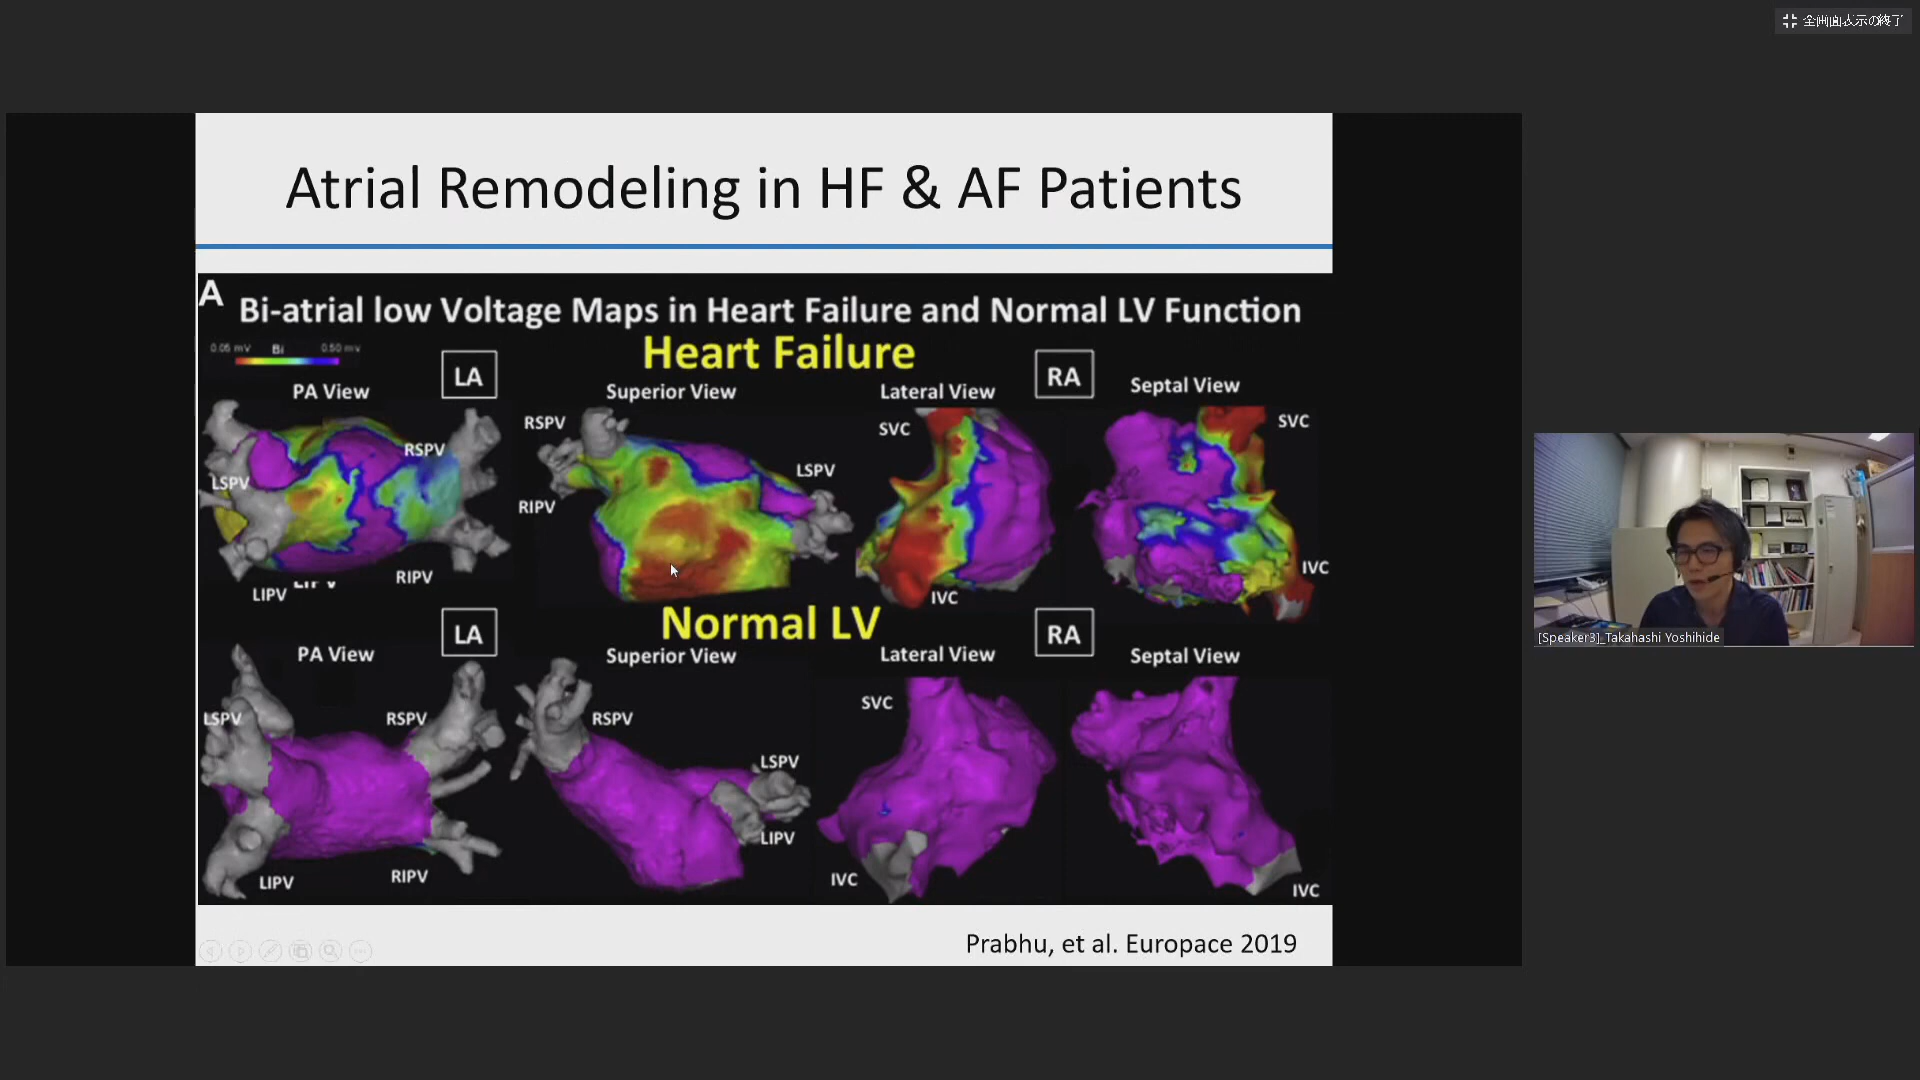 全画面表示の終了
Atrial Remodeling in HF & AF Patients
A
Bi-atrial low Voltage Maps in Heart Failure and Normal LV Function
0.05 mV Bi 0.50 mV
Heart Failure
LA
RA
PA View
Superior View
Lateral View
Septal View
RSPV
LSPV
LIPV
RIPV
RSPV
LSPV
RIPV
SVC
IVC
SVC
IVC
Normal LV
LA
RA
PA View
Superior View
Lateral View
Septal View
LSPV
RSPV
LIPV
RIPV
RSPV
LSPV
LIPV
SVC
IVC
IVC
Prabhu, et al. Europace 2019
[Speaker3]_Takahashi Yoshihide